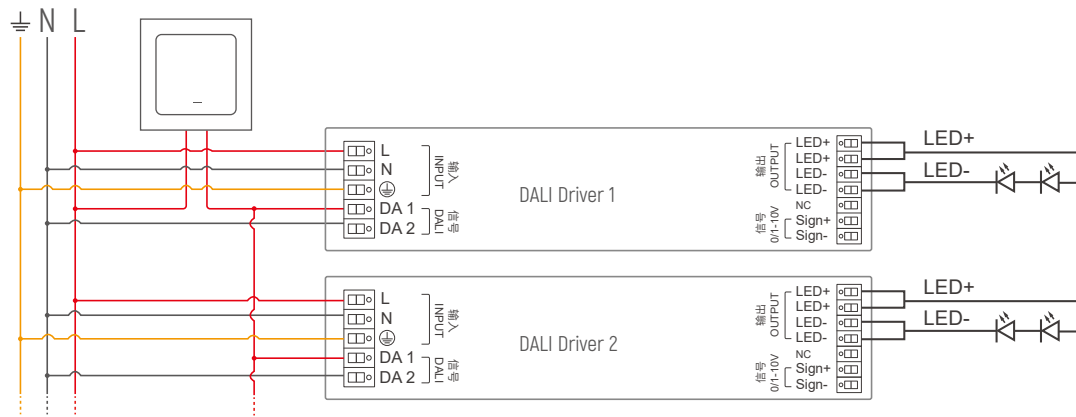 N L
L
N
DA 1
DA 2
输入
INPUT
信号
DALI
DALI Driver 1
输出
OUTPUT
信号
0/1-10V
LED+
LED+
LED-
LED-
NC
Sign+
Sign-
LED+
LED-
L
N
DA 1
DA 2
输入
INPUT
信号
DALI
DALI Driver 2
输出
OUTPUT
信号
0/1-10V
LED+
LED+
LED-
LED-
NC
Sign+
Sign-
LED+
LED-